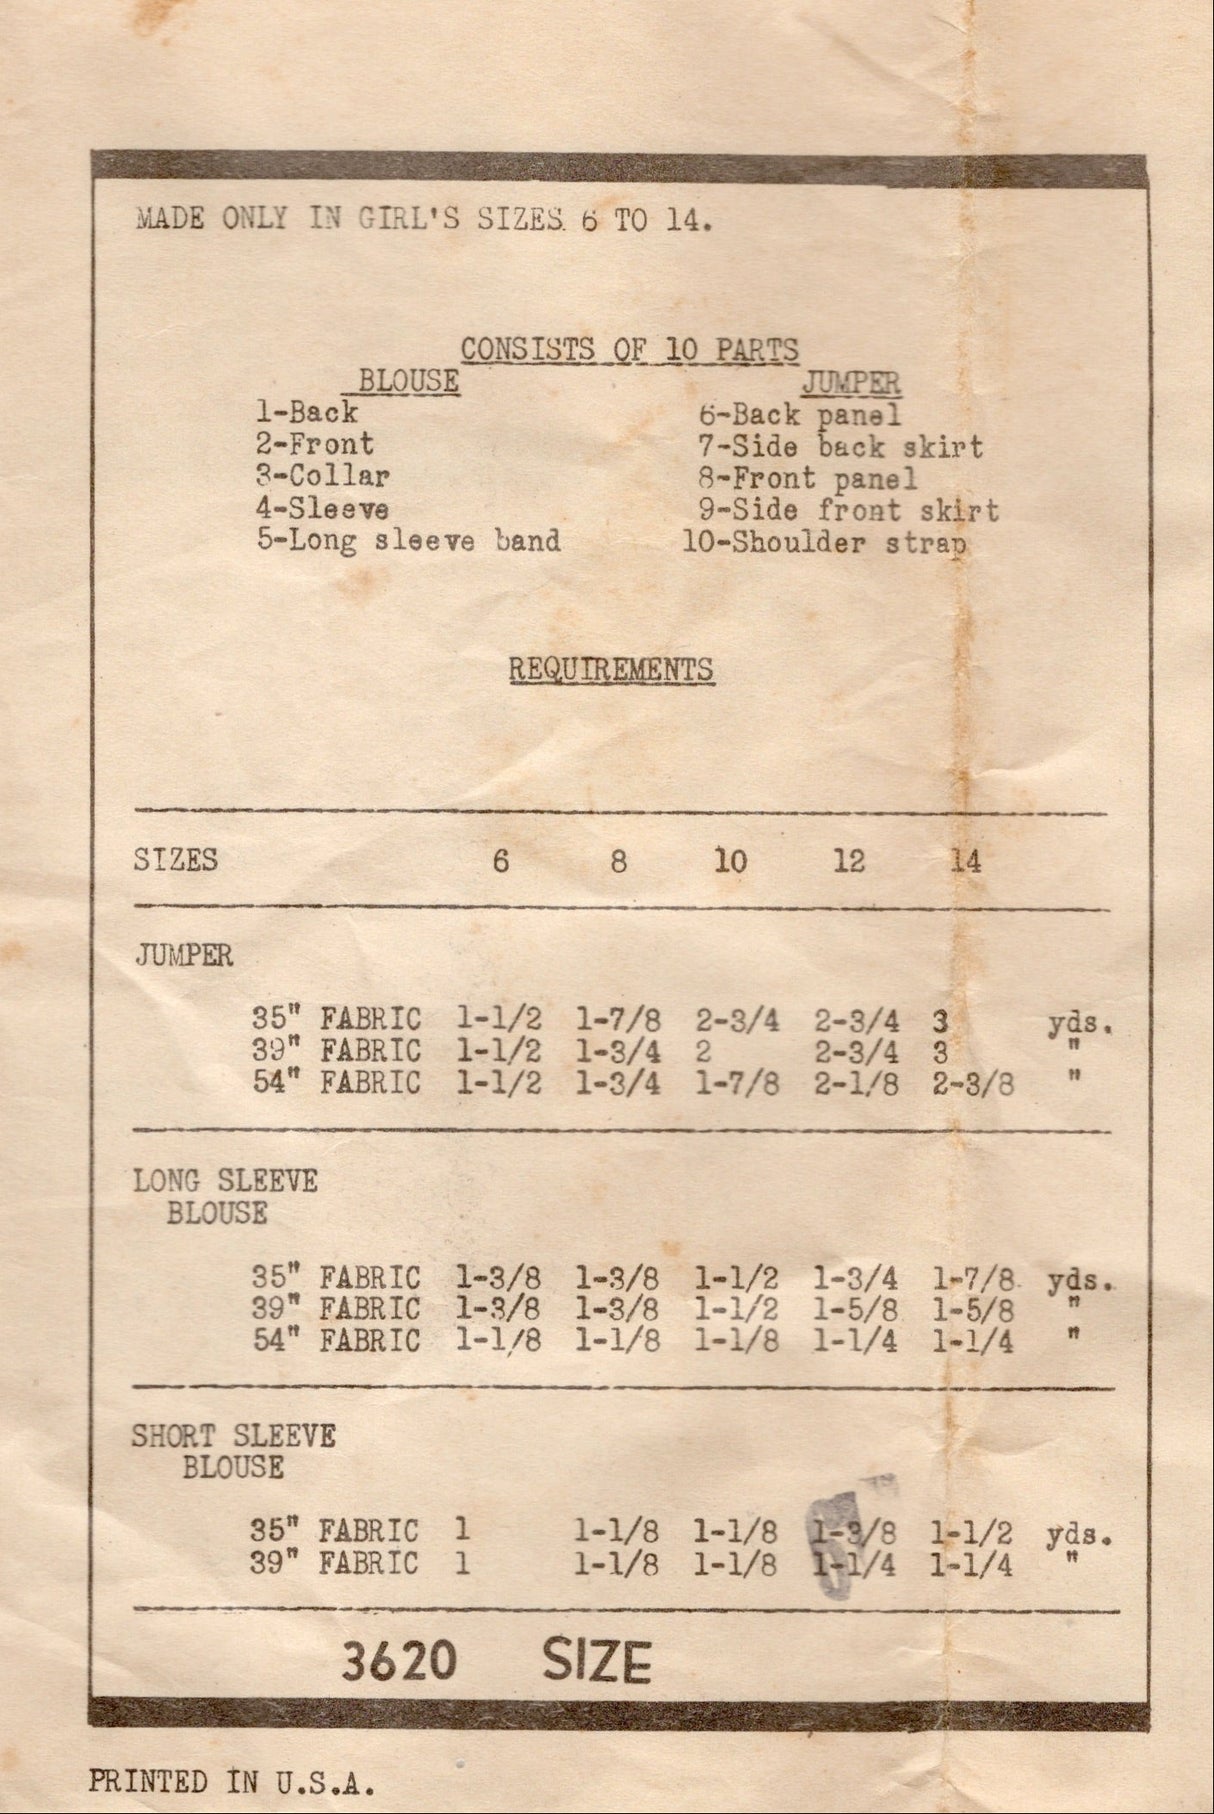 MADE ONLY IN GIRL'S SIZES 6 TO 14.
CONSISTS OF 10 PARTS
BLOUSE JUMPER
1-Back 6-Back panel
2-Front 7-Side back skirt
3-Collar 8-Front panel
4-Sleeve 9-Side front skirt
5-Long sleeve band 10-Shoulder strap
REQUIREMENTS
SIZES 6 8 10 12 14
JUMPER
35" FABRIC 1-1/2 1-7/8 2-3/4 2-3/4 3 yds.
39" FABRIC 1-1/2 1-3/4 2 2-3/4 3 "
54" FABRIC 1-1/2 1-3/4 1-7/8 2-1/8 2-3/8 "
LONG SLEEVE
BLOUSE
35" FABRIC 1-3/8 1-3/8 1-1/2 1-3/4 1-7/8 yds.
39" FABRIC 1-3/8 1-3/8 1-1/2 1-5/8 1-5/8 "
54" FABRIC 1-1/8 1-1/8 1-1/8 1-1/4 1-1/4 "
SHORT SLEEVE
BLOUSE
35" FABRIC 1 1-1/8 1-1/8 1-3/8 1-1/2 yds.
39" FABRIC 1 1-1/8 1-1/8 1-1/4 1-1/4 "
3620 SIZE
PRINTED IN U.S.A.